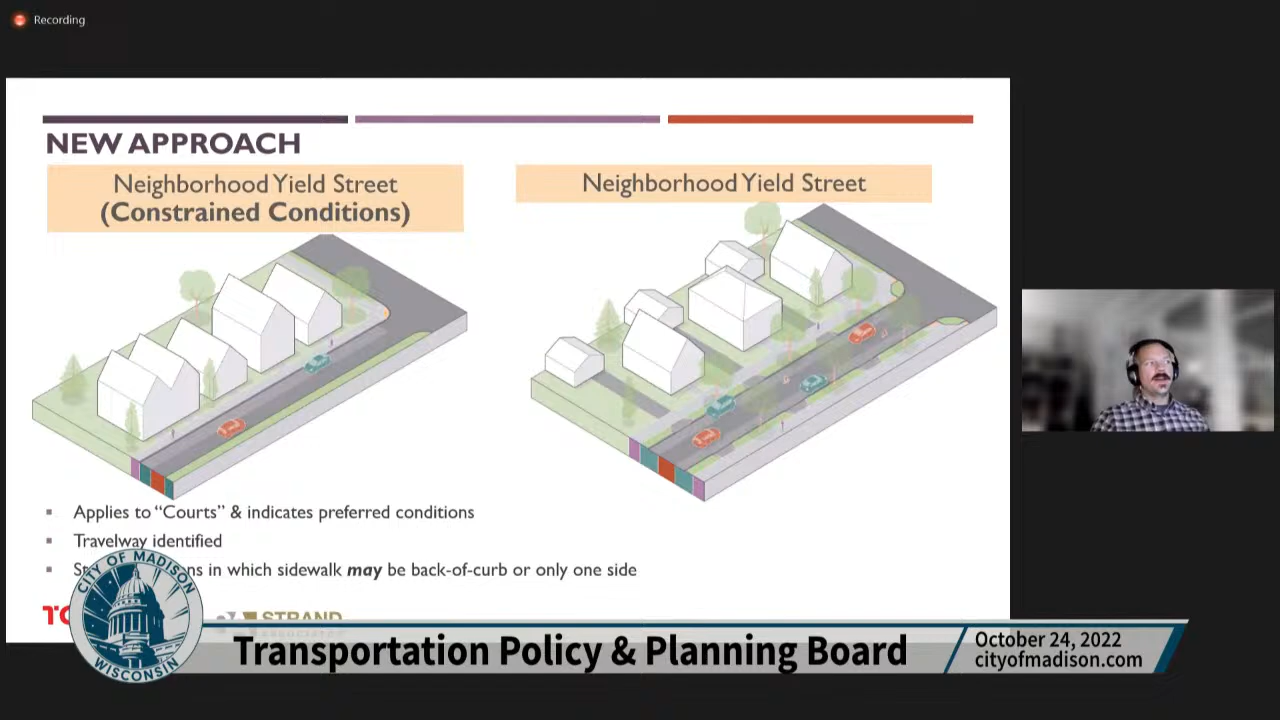 Recording
NEW APPROACH
Neighborhood Yield Street
(Constrained Conditions)
Neighborhood Yield Street
Applies to “Courts” & indicates preferred conditions
Travelway identified
in which sidewalk may be back-of-curb or only one side
STRAND
CITY OF MADISON
WISCONSIN
Transportation Policy & Planning Board
October 24, 2022
cityofmadison.com